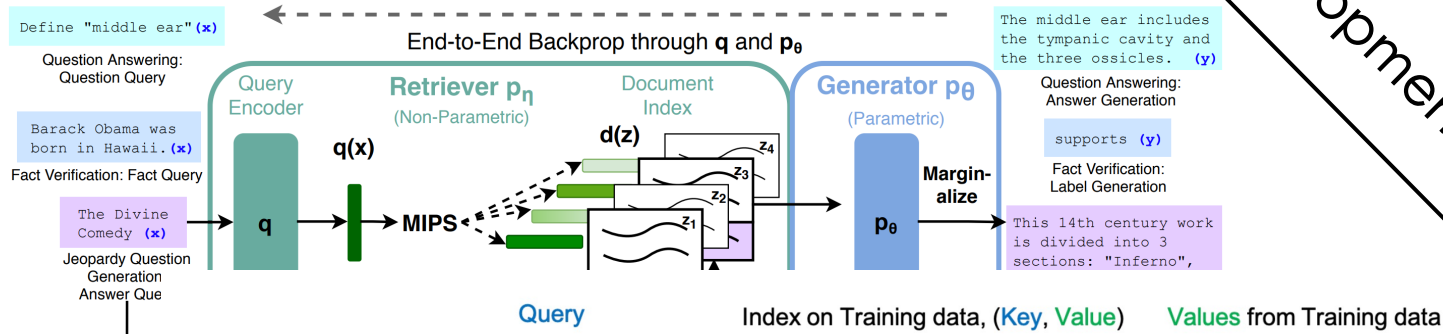 Define "middle ear" (x)
Question Answering:
Question Query
Barack Obama was
born in Hawaii. (x)
Fact Verification: Fact Query
The Divine
Comedy (x)
Jeopardy Question
Generation
Answer Que
End-to-End Backprop through q and pθ
Query
Encoder
Retriever pη
(Non-Parametric)
Document
Index
q
q(x)
MIPS
d(z)
z4
z3
z2
z1
Generator pθ
(Parametric)
pθ
Margin-
alize
The middle ear includes
the tympanic cavity and
the three ossicles. (y)
Question Answering:
Answer Generation
supports (y)
Fact Verification:
Label Generation
This 14th century work
is divided into 3
sections: "Inferno",
opmen
Query
Index on Training data, (Key, Value)
Values from Training data